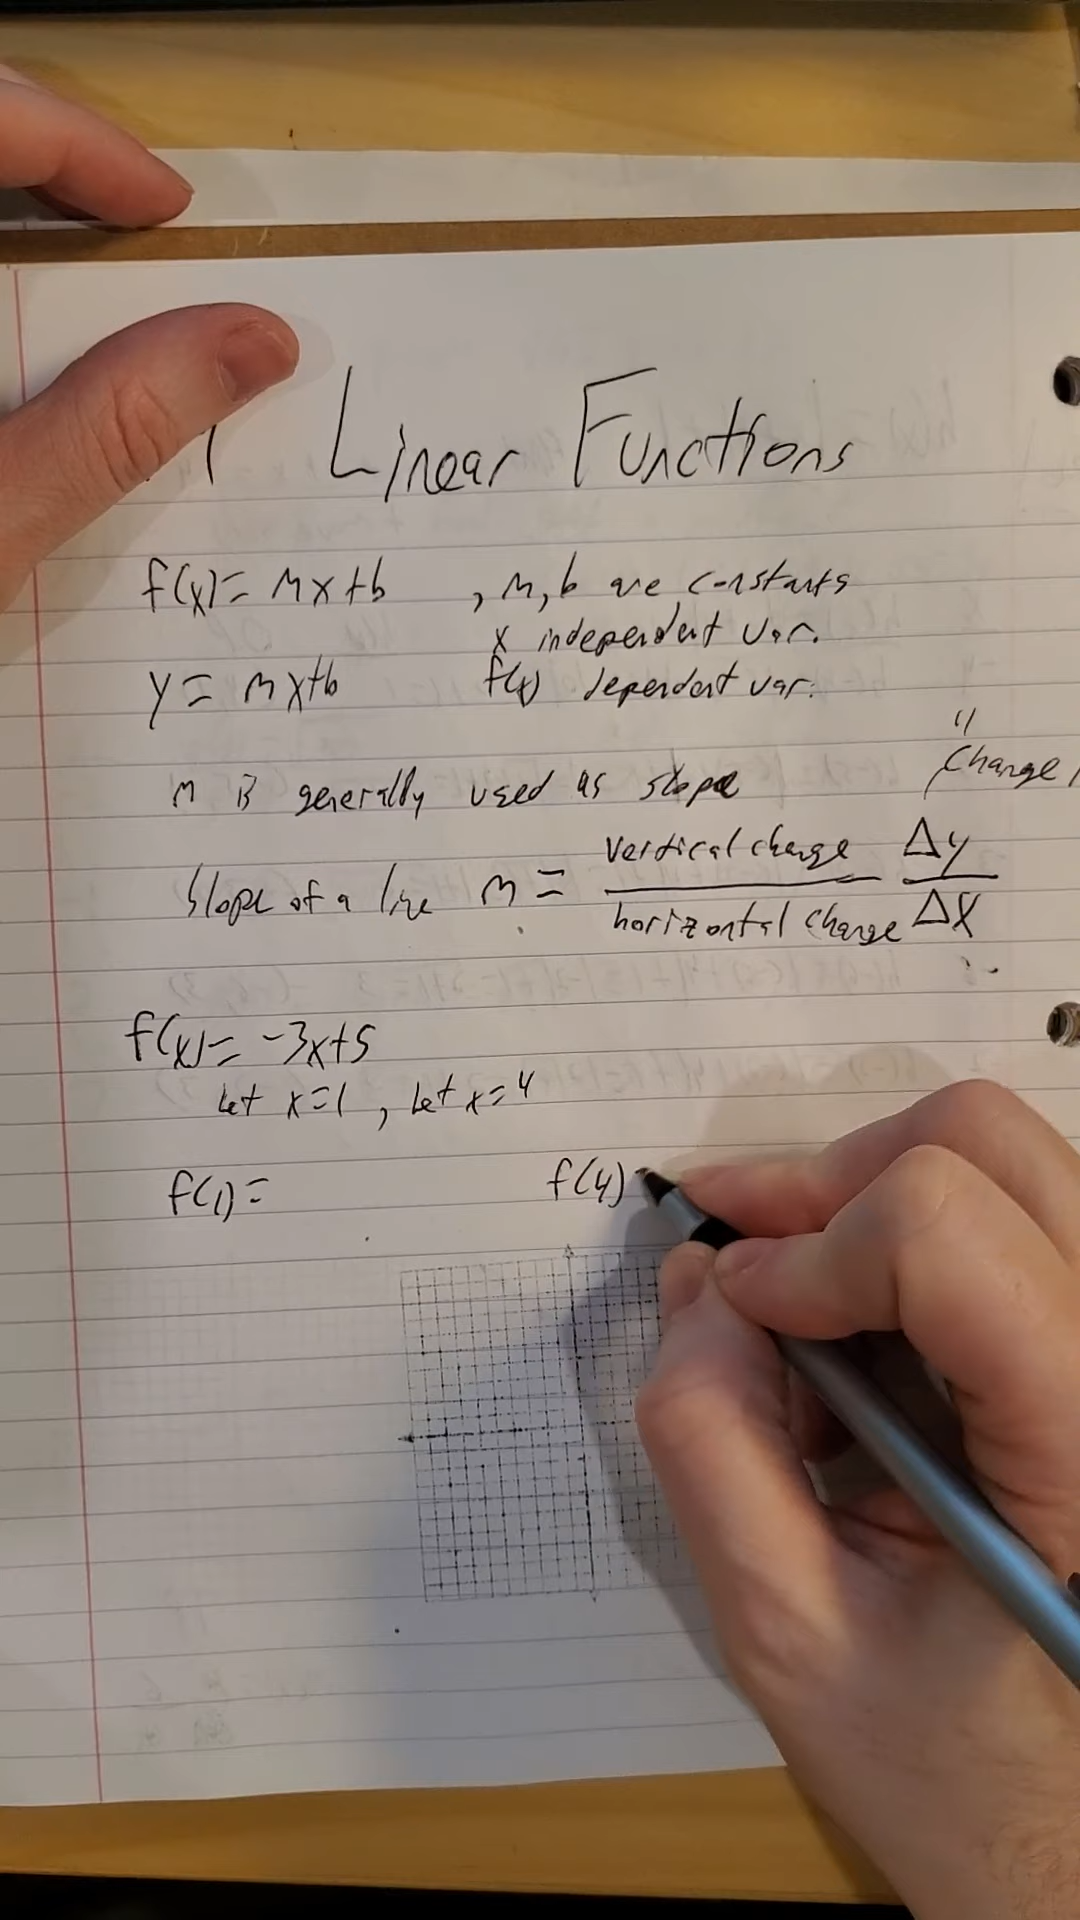 1 Linear Functions
f(x)= mx+b , m, b are constants
x independent var.
y = mx+b f(x) dependent var.
"Change"
m is generally used as slope
Slope of a line m = vertical change / horizontal change Δy / Δx
f(x)= -3x+5
Let x=1 , Let x=4
f(1)= f(4)=